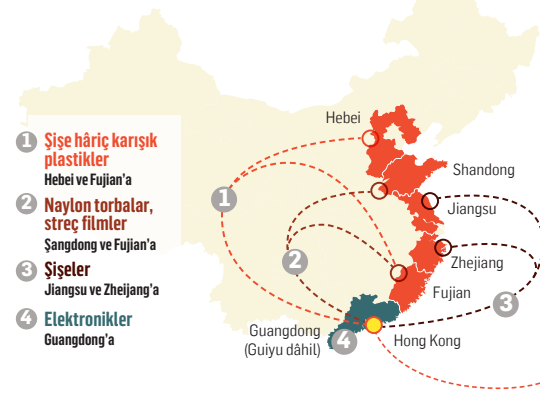 1 Şişe hâriç karışık
plastikler
Hebei ve Fujian’a
2 Naylon torbalar,
streç filmler
Şangdong ve Fujian’a
3 Şişeler
Jiangsu ve Zheijang’a
4 Elektronikler
Guangdong’a
Hebei
Shandong
Jiangsu
Zhejiang
Fujian
Hong Kong
Guangdong
(Guiyu dâhil)
1
2
3
4